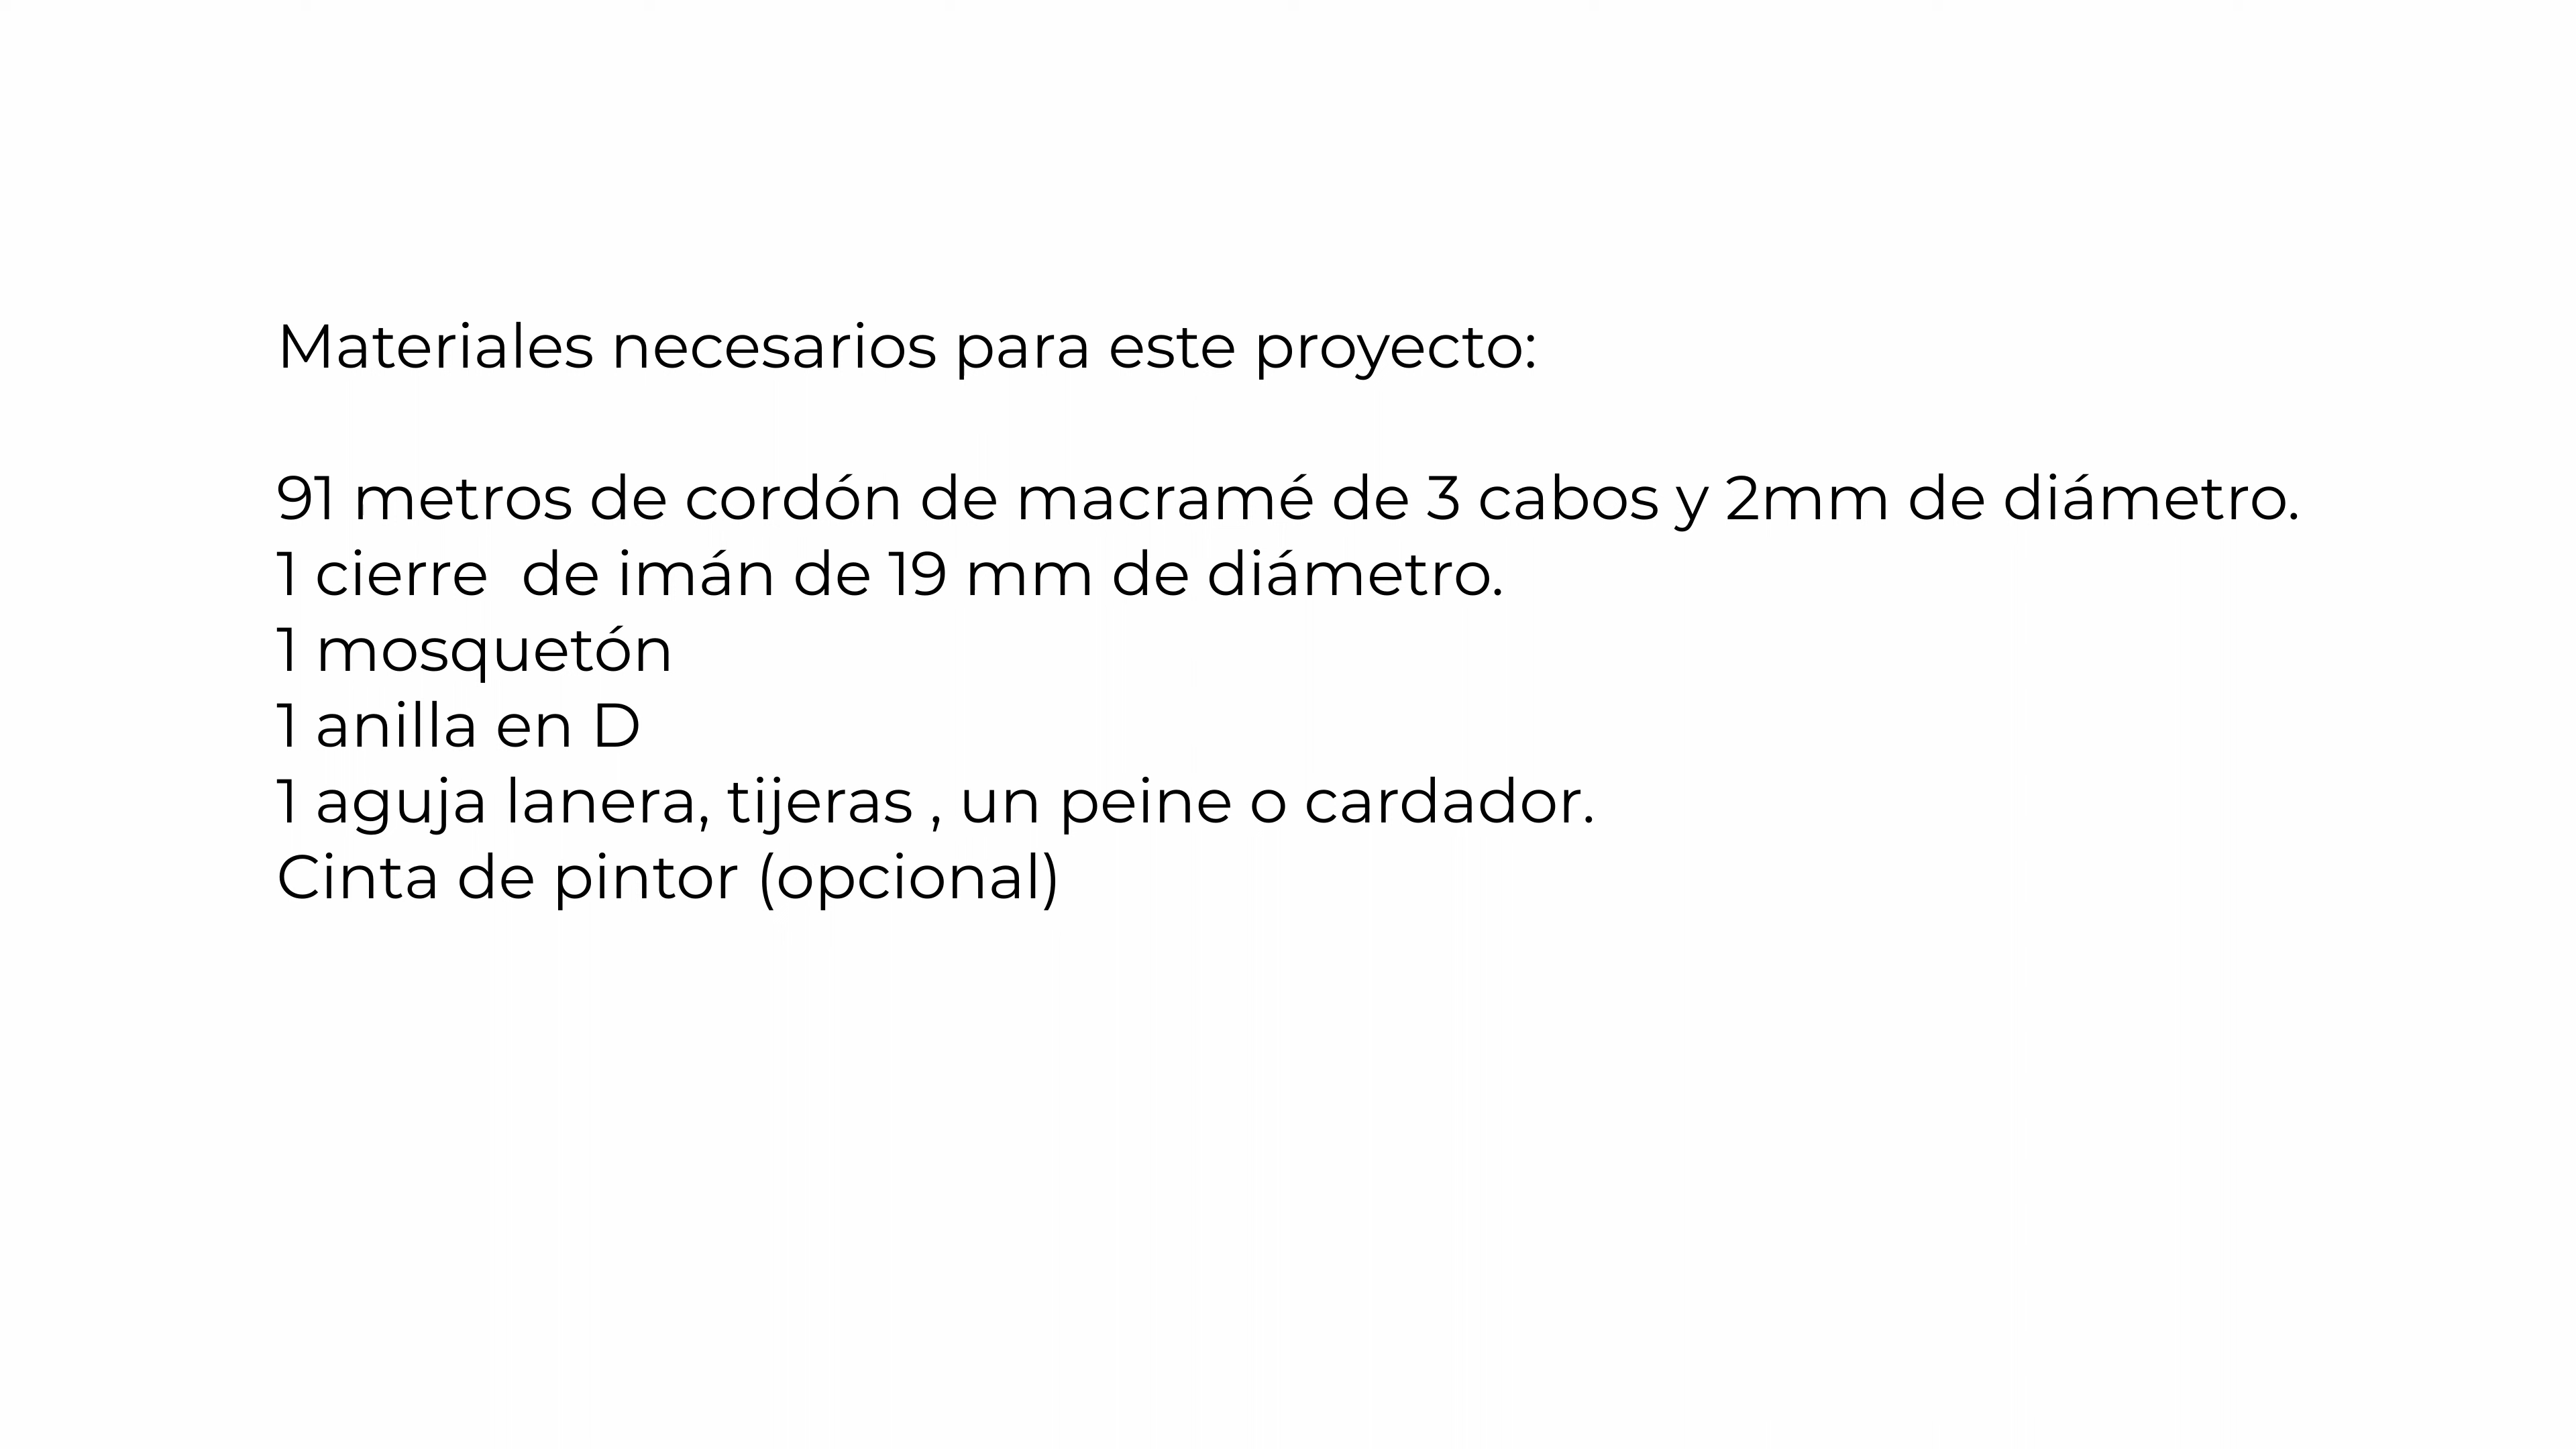 Materiales necesarios para este proyecto:
91 metros de cordón de macramé de 3 cabos y 2mm de diámetro.
1 cierre  de imán de 19 mm de diámetro.
1 mosquetón
1 anilla en D
1 aguja lanera, tijeras , un peine o cardador.
Cinta de pintor (opcional)